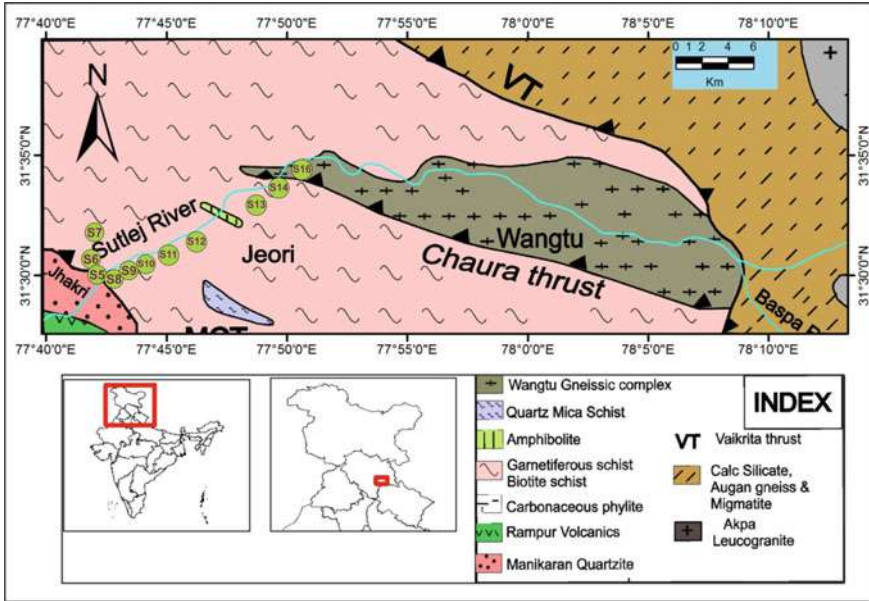 77°40'0"E 77°45'0"E 77°50'0"E 77°55'0"E 78°0'0"E 78°5'0"E 78°10'0"E
0 1 2 4 6
Km
N
VT
31°35'0"N
31°35'0"N
S16
S14
S13
Sutlej River
S7
S12
S11
S6
S10
S9
S5
S8
Jeori
Wangtu
Chaura thrust
31°30'0"N
31°30'0"N
Jhakri
Baspa
77°40'0"E 77°45'0"E 77°50'0"E 77°55'0"E 78°0'0"E 78°5'0"E 78°10'0"E
INDEX
Wangtu Gneissic complex
Quartz Mica Schist
Amphibolite
Garnetiferous schist
Biotite schist
Carbonaceous phylite
Rampur Volcanics
Manikaran Quartzite
VT Vaikrita thrust
Calc Silicate,
Augan gneiss &
Migmatite
Akpa
Leucogranite